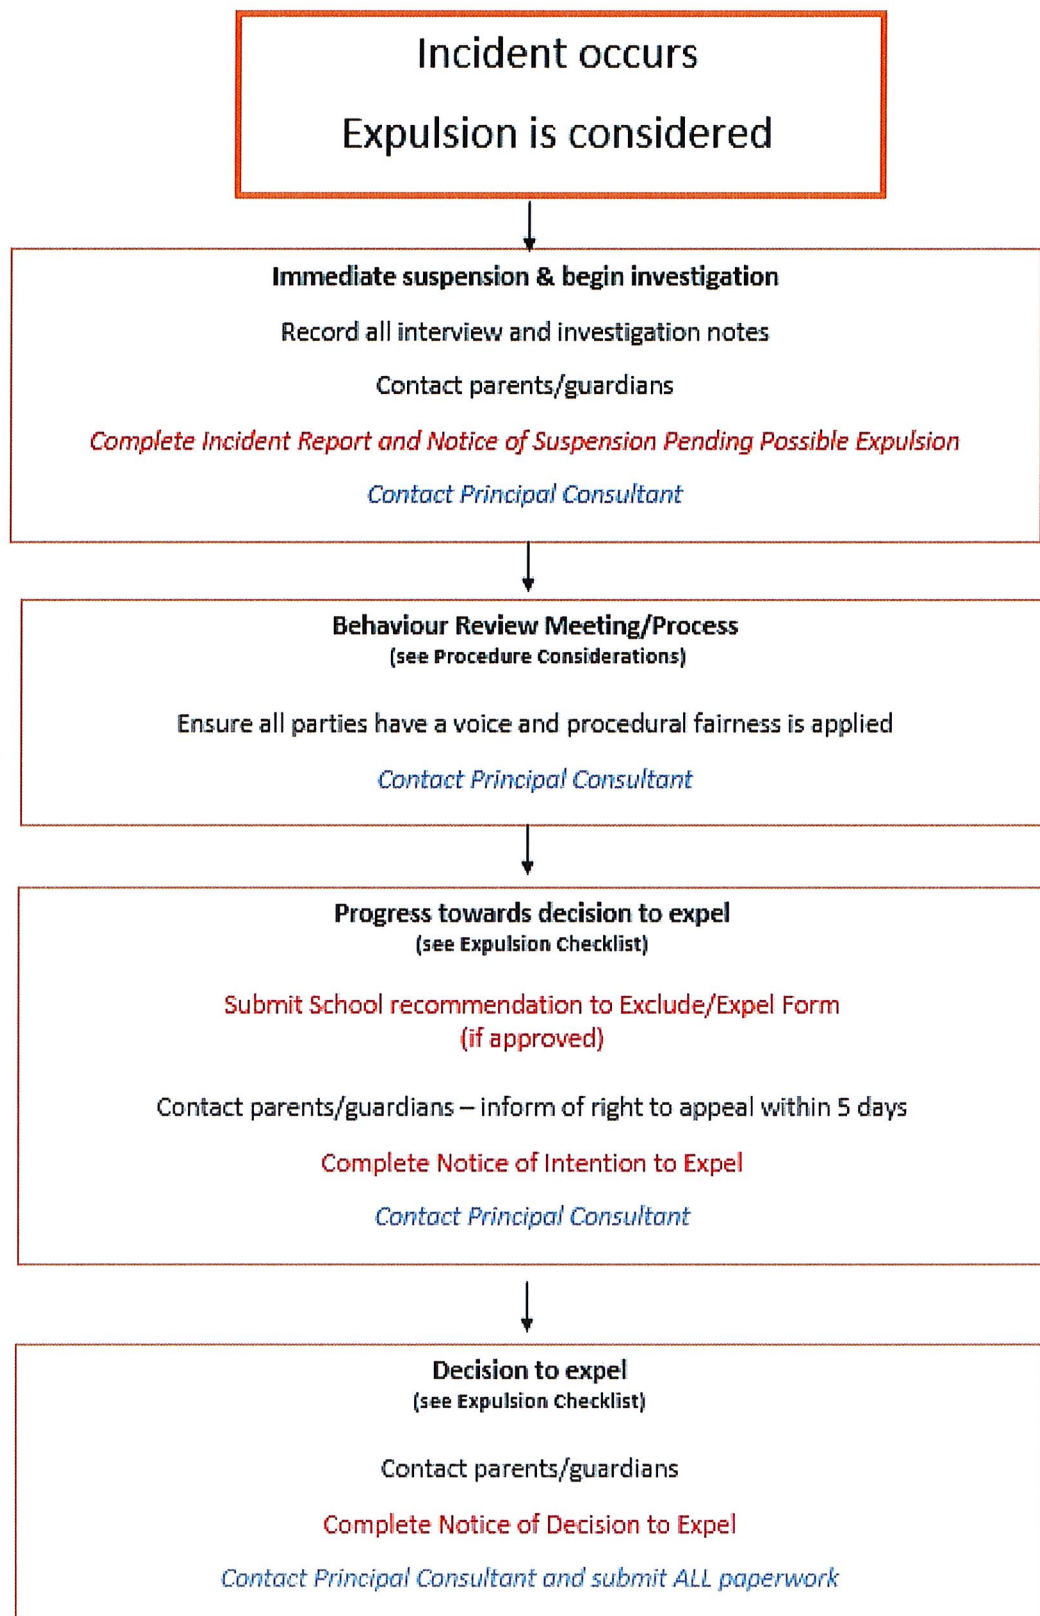 Incident occurs
Expulsion is considered
Immediate suspension & begin investigation
Record all interview and investigation notes
Contact parents/guardians
Complete Incident Report and Notice of Suspension Pending Possible Expulsion
Contact Principal Consultant
Behaviour Review Meeting/Process
(see Procedure Considerations)
Ensure all parties have a voice and procedural fairness is applied
Contact Principal Consultant
Progress towards decision to expel
(see Expulsion Checklist)
Submit School recommendation to Exclude/Expel Form
(if approved)
Contact parents/guardians – inform of right to appeal within 5 days
Complete Notice of Intention to Expel
Contact Principal Consultant
Decision to expel
(see Expulsion Checklist)
Contact parents/guardians
Complete Notice of Decision to Expel
Contact Principal Consultant and submit ALL paperwork